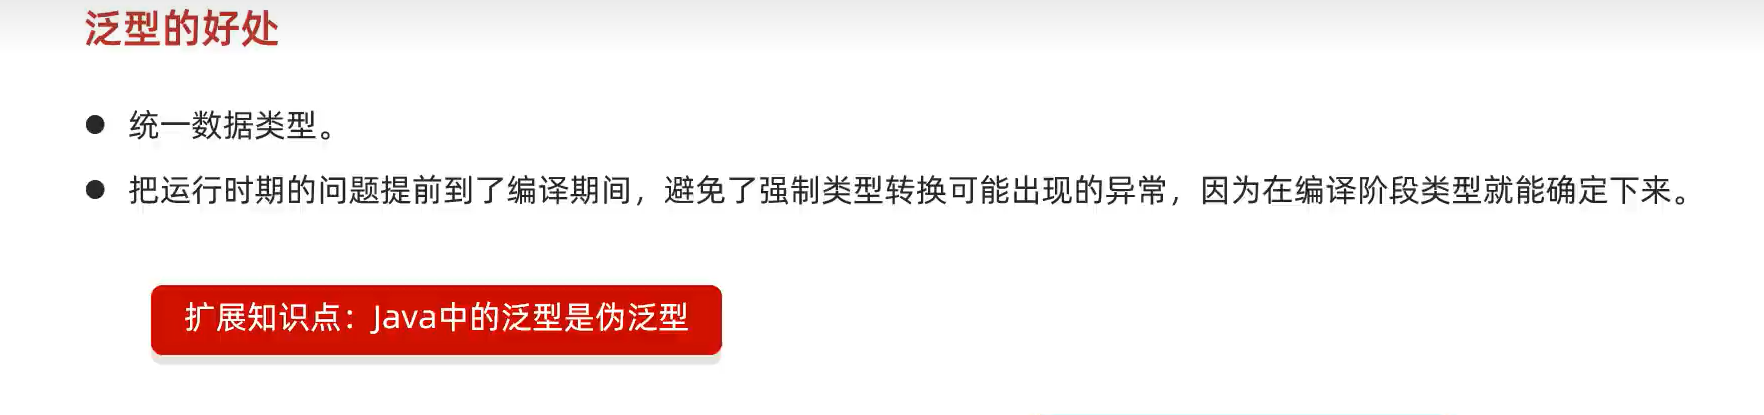 泛型的好处
● 统一数据类型。
● 把运行时期的问题提前到了编译期间，避免了强制类型转换可能出现的异常，因为在编译阶段类型就能确定下来。
扩展知识点：Java中的泛型是伪泛型